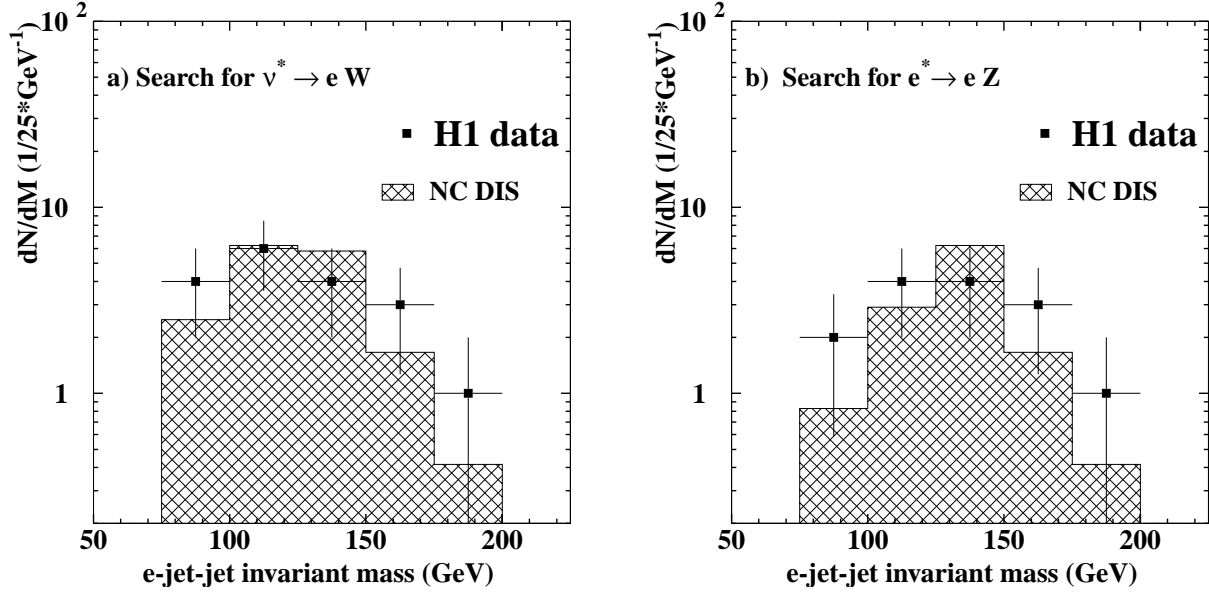 10 ²
a) Search for ν* → e W
H1 data
NC DIS
10
1
dN/dM (1/25*GeV⁻¹)
50 100 150 200
e-jet-jet invariant mass (GeV)
10 ²
b) Search for e* → e Z
H1 data
NC DIS
10
1
dN/dM (1/25*GeV⁻¹)
50 100 150 200
e-jet-jet invariant mass (GeV)